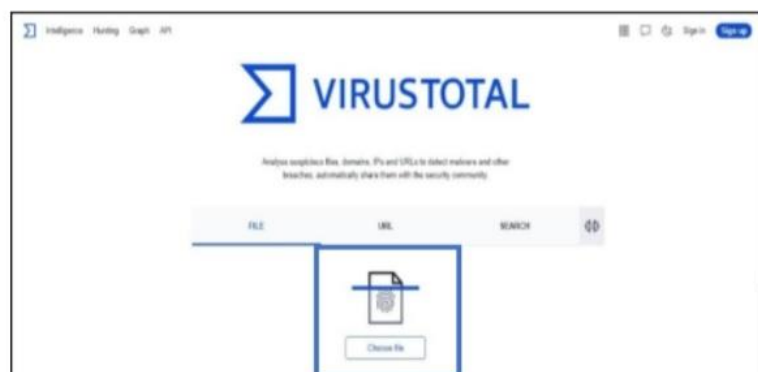 Intelligence Hunting Graph API
Sign in Sign up
VIRUSTOTAL
Analyse suspicious files, domains, IPs and URLs to detect malware and other
breaches, automatically share them with the security community
FILE URL SEARCH
Choose file